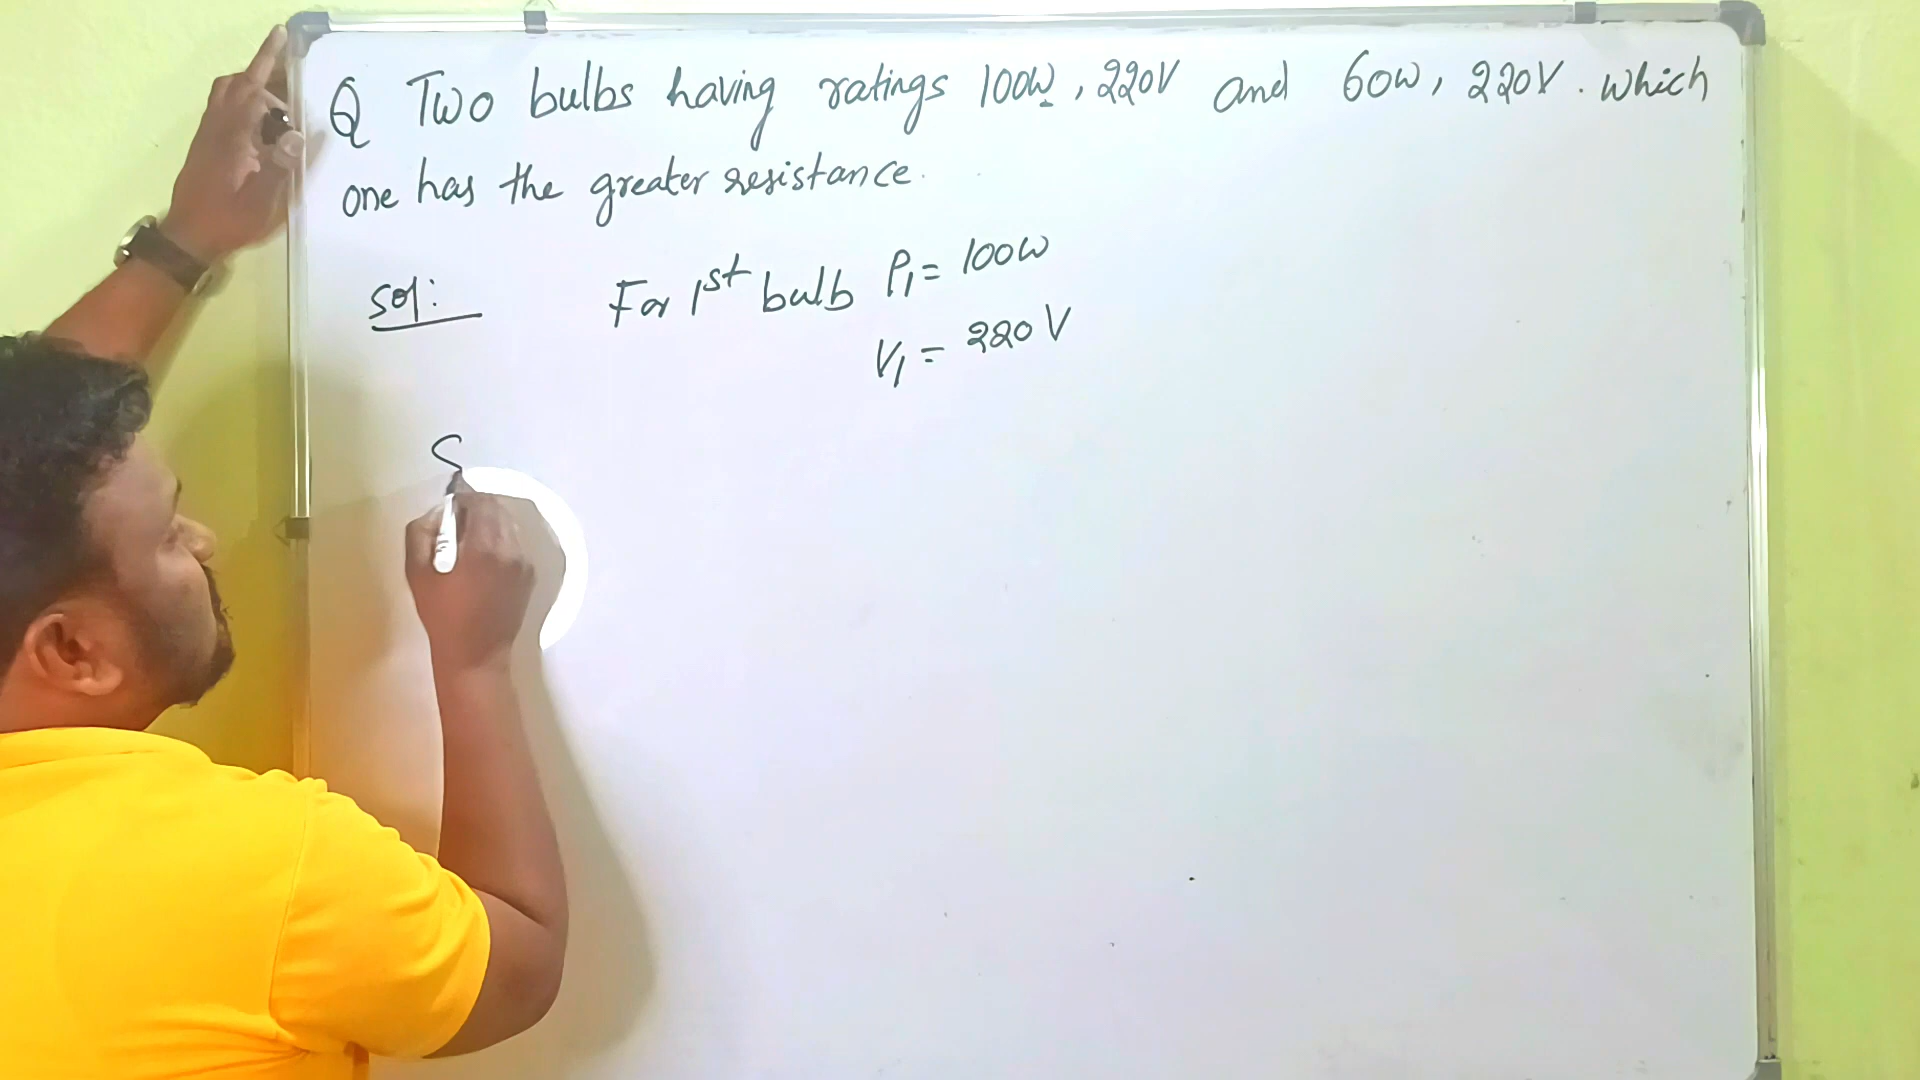 Q Two bulbs having ratings 100W, 220V and 60W, 220V. which
one has the greater resistance.
Sol: For 1st bulb P1 = 100W
V1 = 220V
S